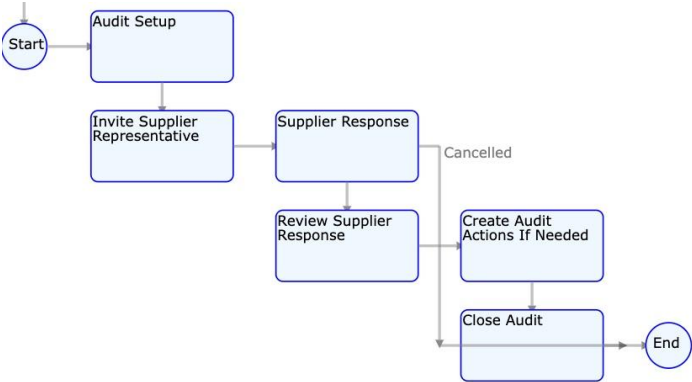 Start
Audit Setup
Invite Supplier
Representative
Supplier Response
Cancelled
Review Supplier
Response
Create Audit
Actions If Needed
Close Audit
End